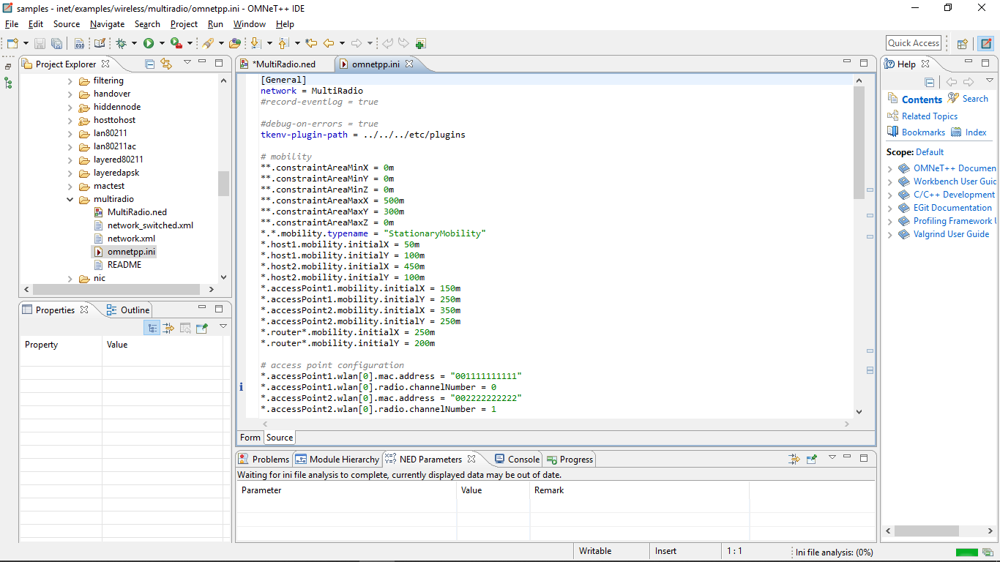 samples - inet/examples/wireless/multiradio/omnetpp.ini - OMNeT++ IDE
File Edit Source Navigate Search Project Run Window Help
Quick Access
Project Explorer
filtering
handover
hiddennode
hosttohost
lan80211
lan80211ac
layered80211
layeredapsk
mactest
multiradio
MultiRadio.ned
network_switched.xml
network.xml
omnetpp.ini
README
nic
Properties Outline
Property Value
*MultiRadio.ned omnetpp.ini
[General]
network = MultiRadio
#record-eventlog = true
#debug-on-errors = true
tkenv-plugin-path = ../../../etc/plugins
# mobility
**.constraintAreaMinX = 0m
**.constraintAreaMinY = 0m
**.constraintAreaMinZ = 0m
**.constraintAreaMaxX = 500m
**.constraintAreaMaxY = 300m
**.constraintAreaMaxZ = 0m
*.*.mobility.typename = "StationaryMobility"
*.host1.mobility.initialX = 50m
*.host1.mobility.initialY = 100m
*.host2.mobility.initialX = 450m
*.host2.mobility.initialY = 100m
*.accessPoint1.mobility.initialX = 150m
*.accessPoint1.mobility.initialY = 250m
*.accessPoint2.mobility.initialX = 350m
*.accessPoint2.mobility.initialY = 250m
*.router*.mobility.initialX = 250m
*.router*.mobility.initialY = 200m
# access point configuration
*.accessPoint1.wlan[0].mac.address = "001111111111"
*.accessPoint1.wlan[0].radio.channelNumber = 0
*.accessPoint2.wlan[0].mac.address = "002222222222"
*.accessPoint2.wlan[0].radio.channelNumber = 1
Form Source
Problems Module Hierarchy NED Parameters Console Progress
Waiting for ini file analysis to complete, currently displayed data may be out of date.
Parameter Value Remark
Help
Contents Search
Related Topics
Bookmarks Index
Scope: Default
OMNeT++ Documen
Workbench User Guid
C/C++ Development
EGit Documentation
Profiling Framework U
Valgrind User Guide
Writable Insert 1 : 1 Ini file analysis: (0%)